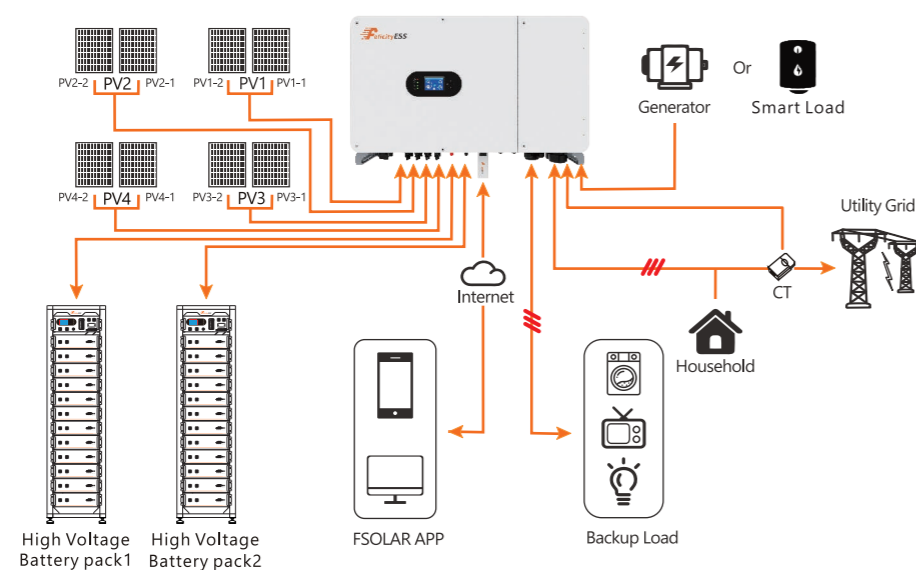 FelicityESS
PV2-2 PV2 PV2-1
PV1-2 PV1 PV1-1
Generator
Or
Smart Load
PV4-2 PV4 PV4-1
PV3-2 PV3 PV3-1
Utility Grid
CT
Internet
Household
FSOLAR APP
Backup Load
High Voltage
Battery pack1
High Voltage
Battery pack2